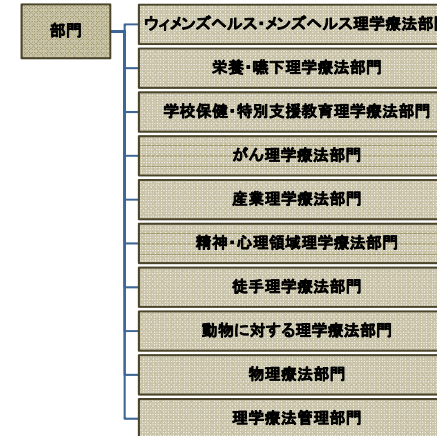 部門
ウィメンズヘルス・メンズヘルス理学療法部門
栄養・嚥下理学療法部門
学校保健・特別支援教育理学療法部門
がん理学療法部門
産業理学療法部門
精神・心理領域理学療法部門
徒手理学療法部門
動物に対する理学療法部門
物理療法部門
理学療法管理部門